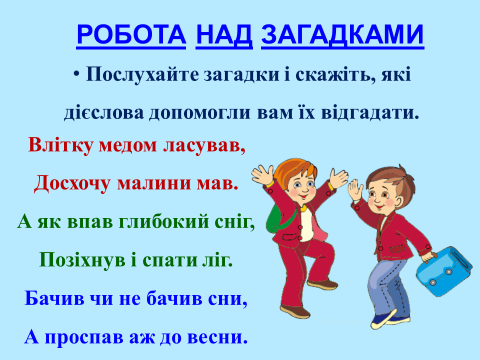 РОБОТА НАД ЗАГАДКАМИ
• Послухайте загадки і скажіть, які
дієслова допомогли вам їх відгадати.
Влітку медом ласував,
Досхочу малини мав.
А як впав глибокий сніг,
Позіхнув і спати ліг.
Бачив чи не бачив сни,
А проспав аж до весни.